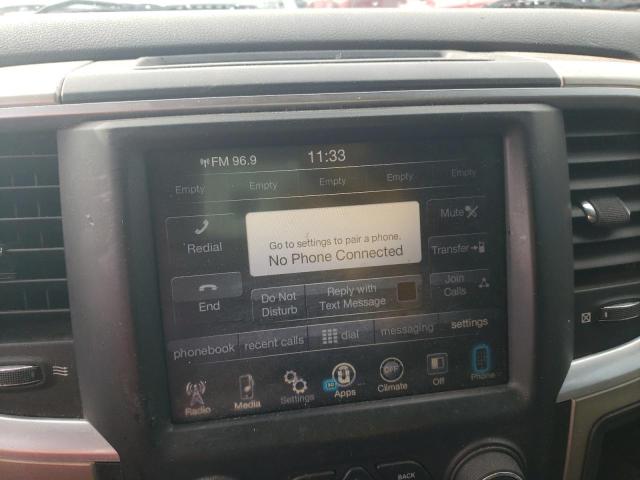 FM 96.9 11:33
Empty Empty Empty Empty Empty
Redial
Go to settings to pair a phone.
No Phone Connected
Mute
Transfer
End
Do Not
Disturb
Reply with
Text Message
Join
Calls
phonebook recent calls dial messaging settings
OFF
Radio Media Settings Apps Climate Off Phone
BACK